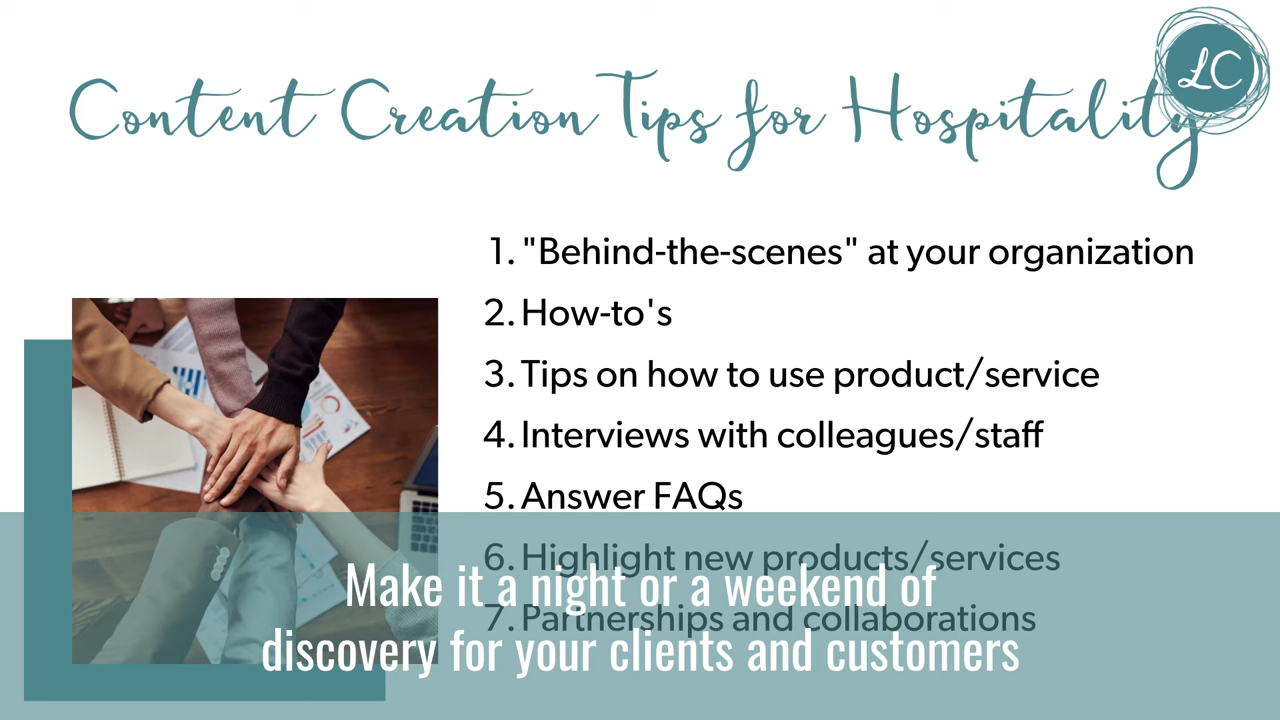 LC
Content Creation Tips for Hospitality
1. "Behind-the-scenes" at your organization
2. How-to's
3. Tips on how to use product/service
4. Interviews with colleagues/staff
5. Answer FAQs
6. Highlight new products/services
7. Partnerships and collaborations
Make it a night or a weekend of
discovery for your clients and customers